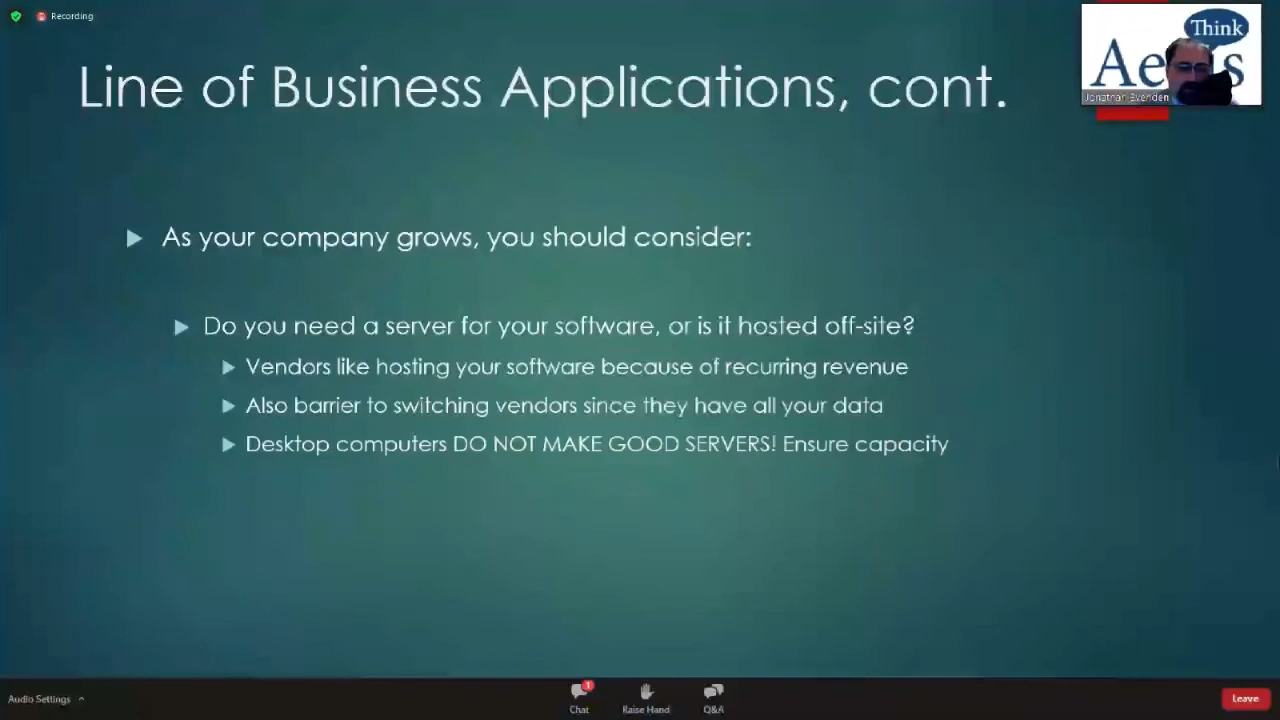 Recording
Think
Jonathan Evenden
Line of Business Applications, cont.
As your company grows, you should consider:
Do you need a server for your software, or is it hosted off-site?
Vendors like hosting your software because of recurring revenue
Also barrier to switching vendors since they have all your data
Desktop computers DO NOT MAKE GOOD SERVERS! Ensure capacity
Audio Settings
1
Chat
Raise Hand
Q&A
Leave